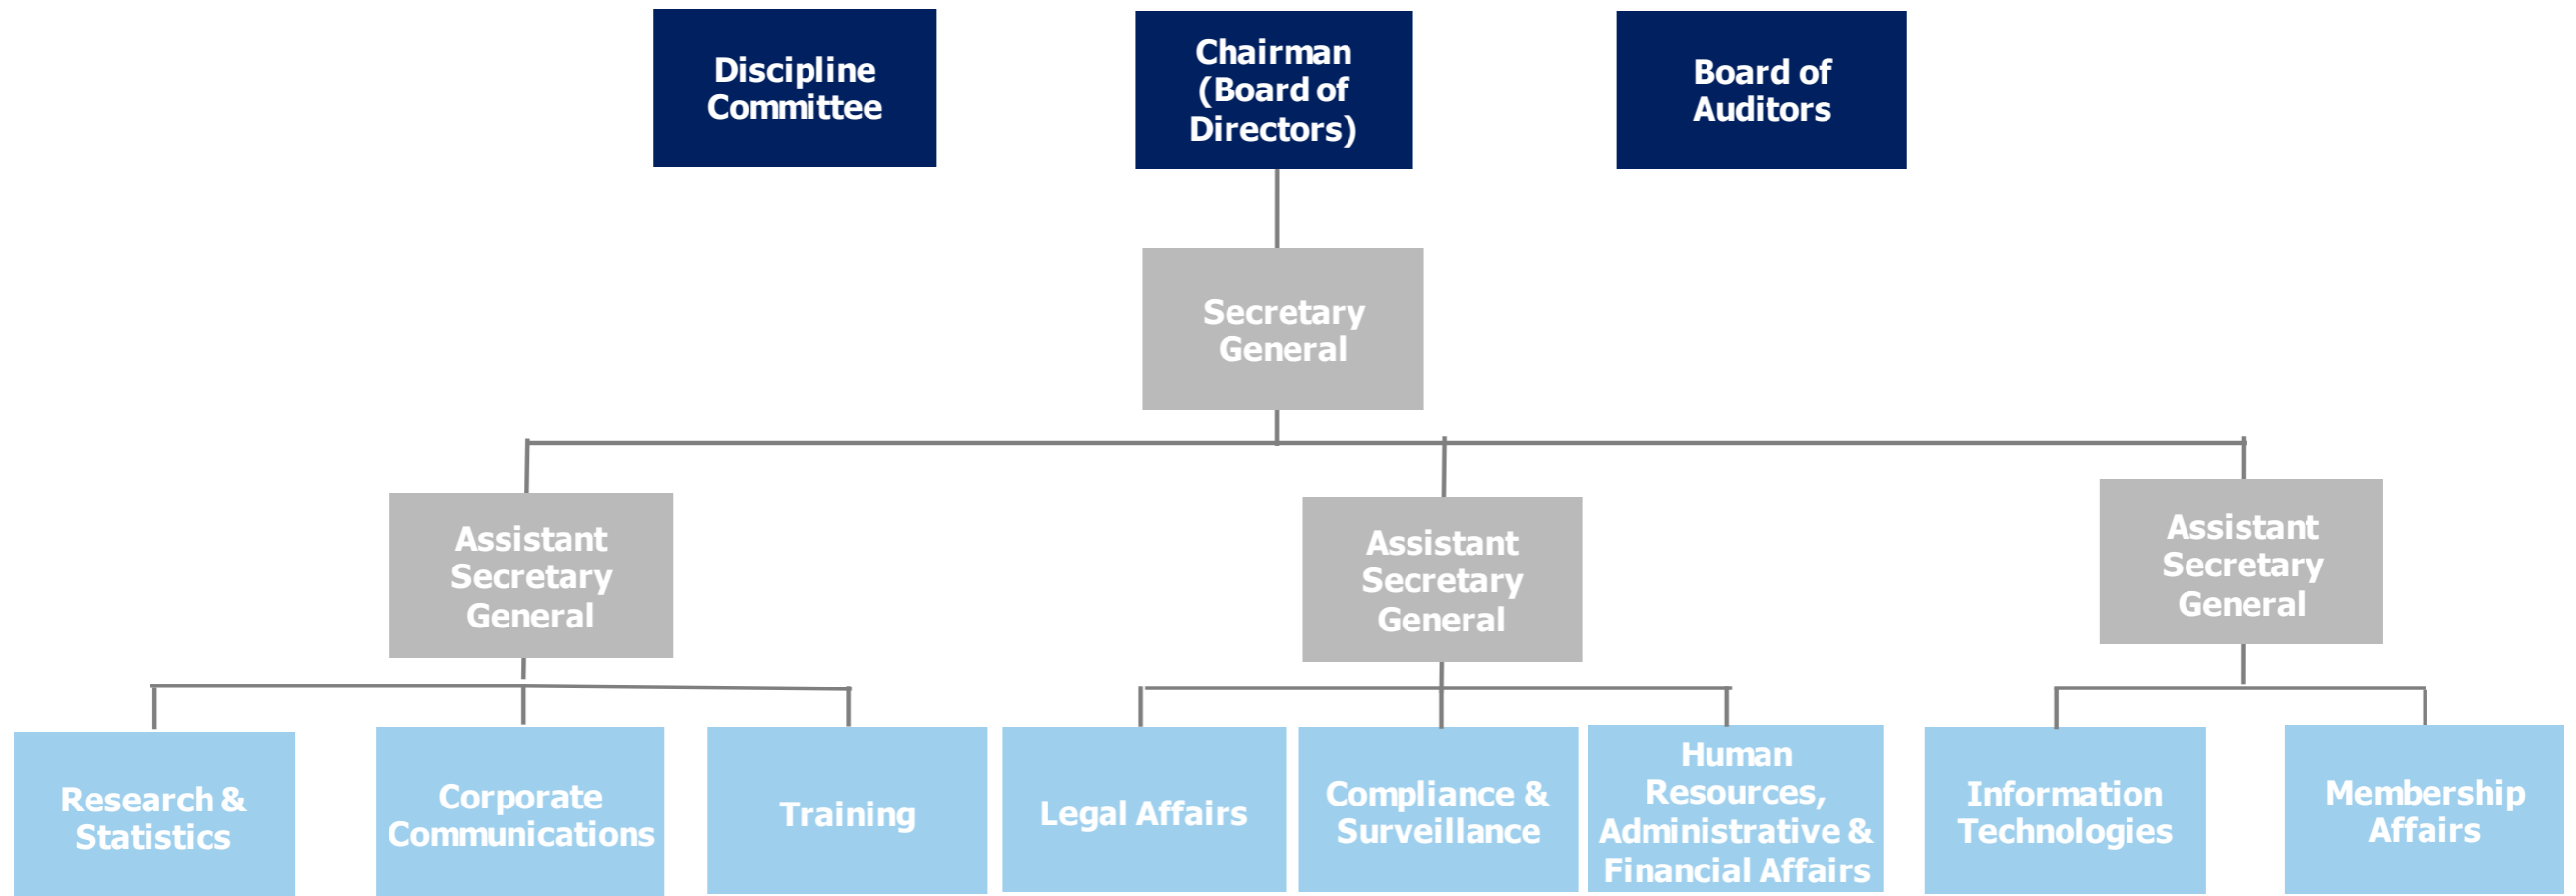 Discipline
Committee
Chairman
(Board of
Directors)
Board of
Auditors
Secretary
General
Assistant
Secretary
General
Assistant
Secretary
General
Assistant
Secretary
General
Research &
Statistics
Corporate
Communications
Training
Legal Affairs
Compliance &
Surveillance
Human
Resources,
Administrative &
Financial Affairs
Information
Technologies
Membership
Affairs